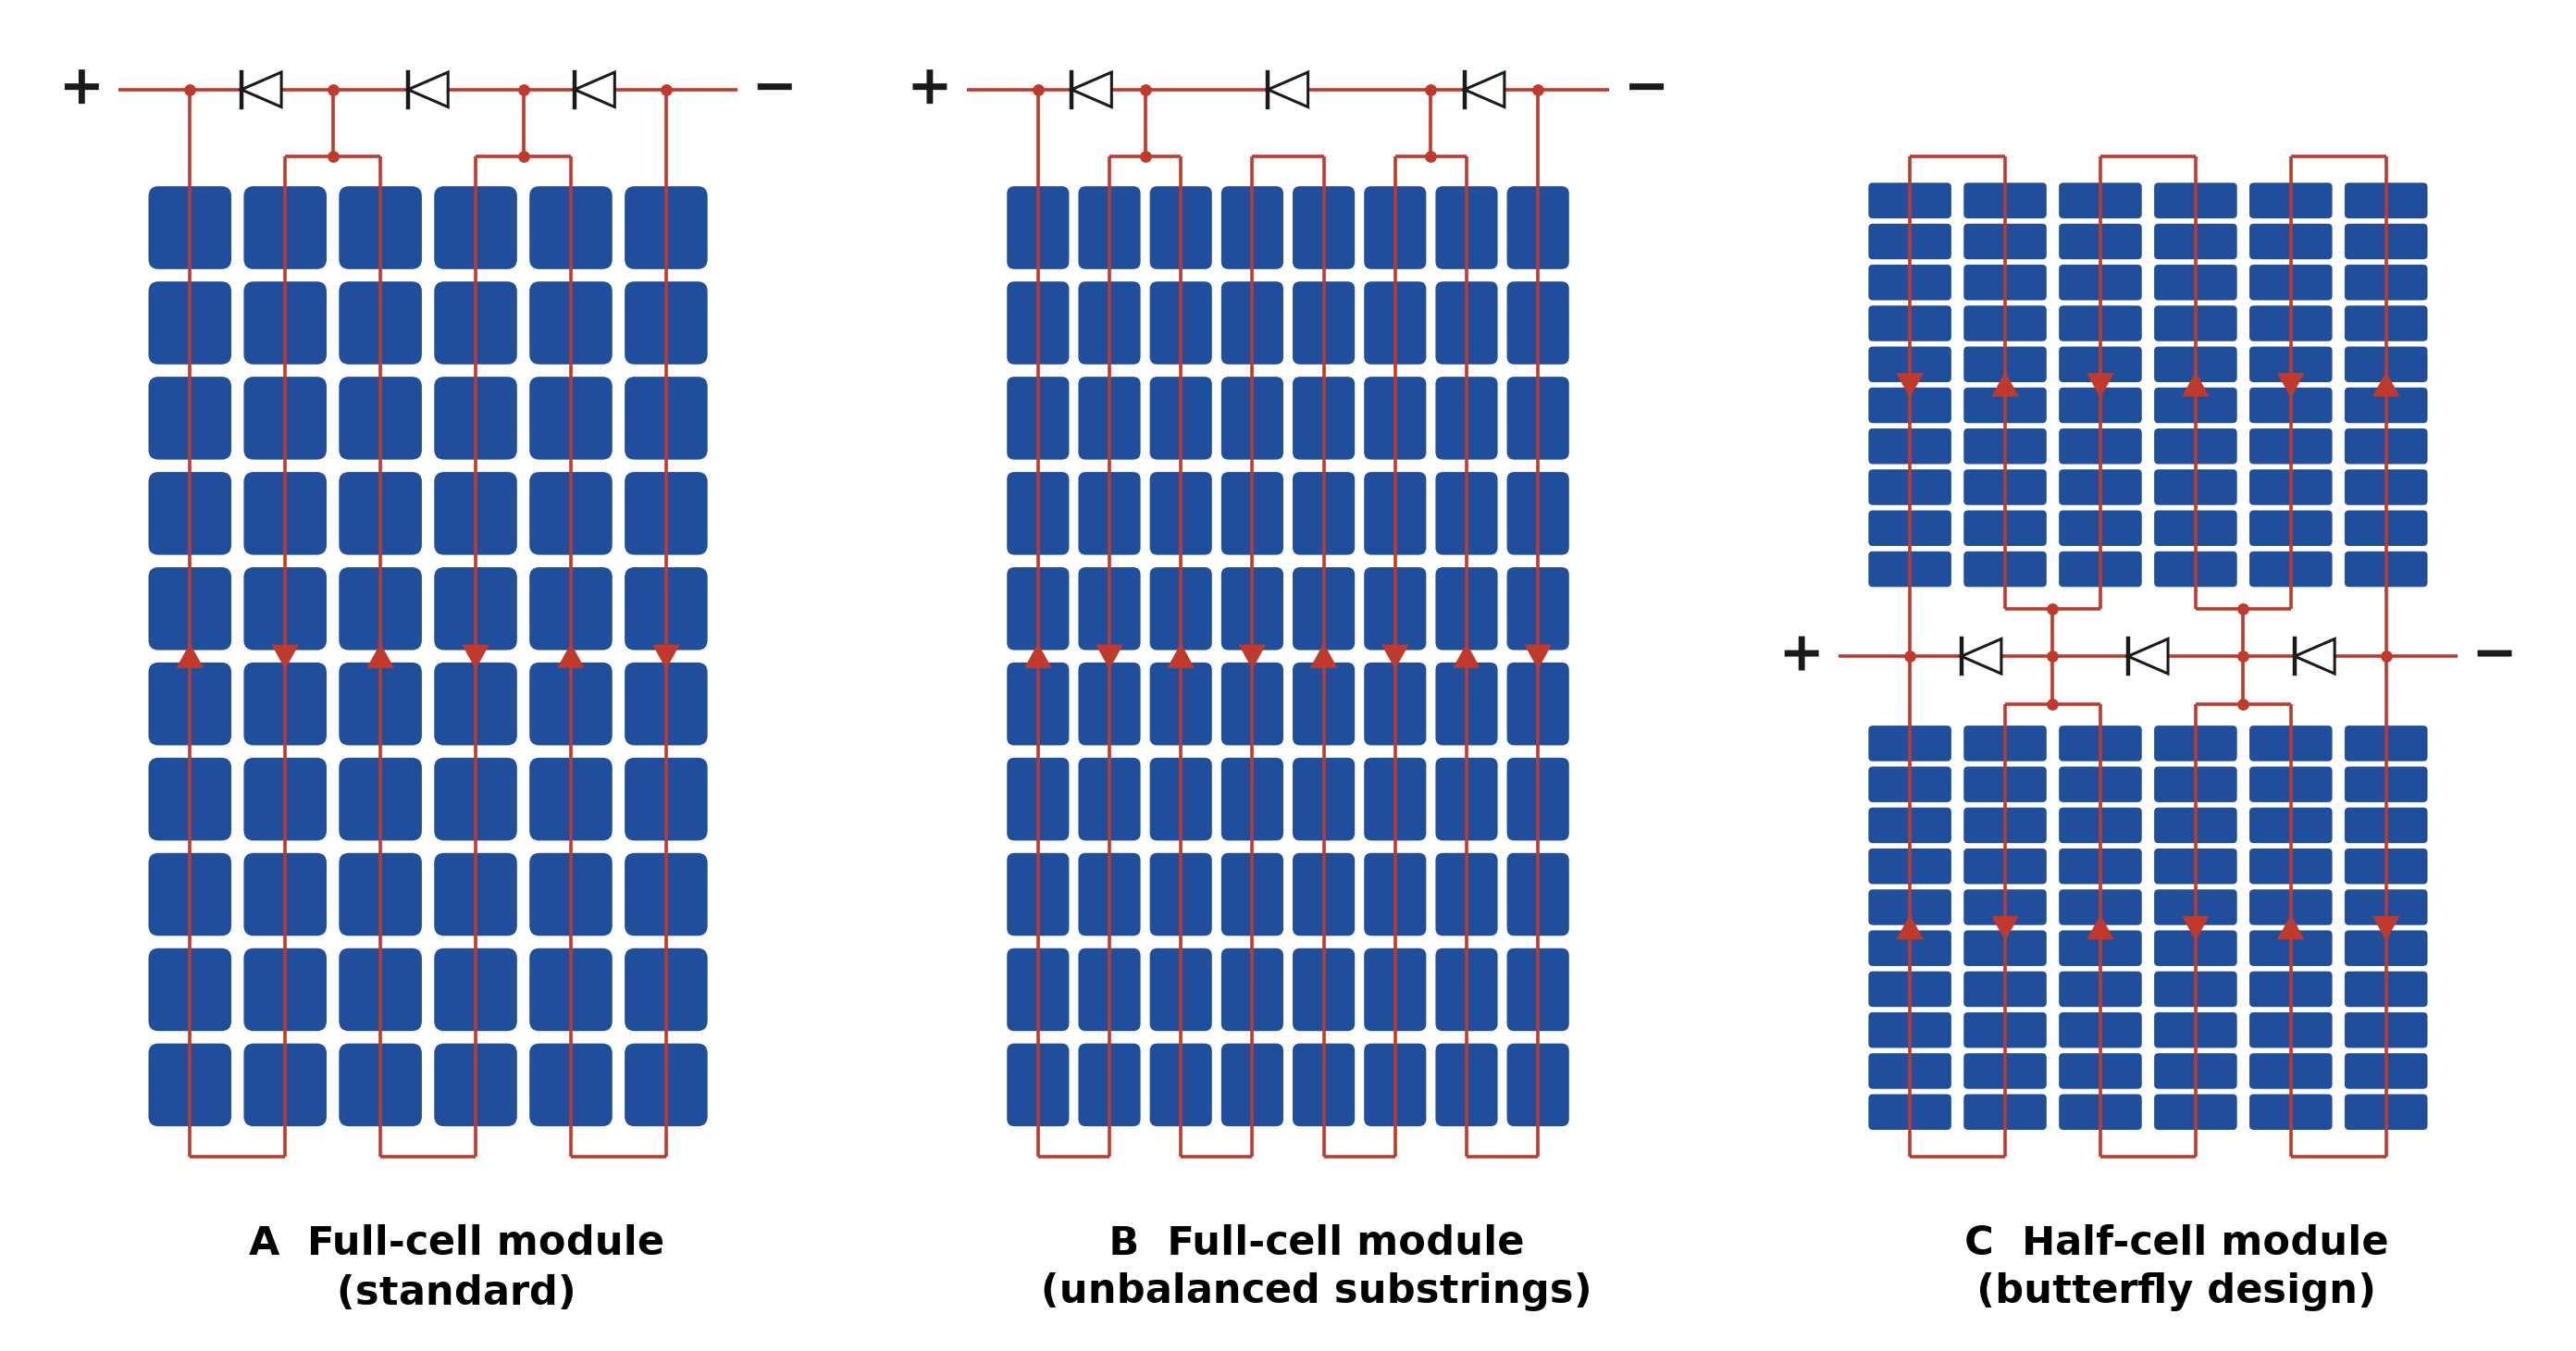 + −
+ −
+ −
A Full-cell module
(standard)
B Full-cell module
(unbalanced substrings)
C Half-cell module
(butterfly design)